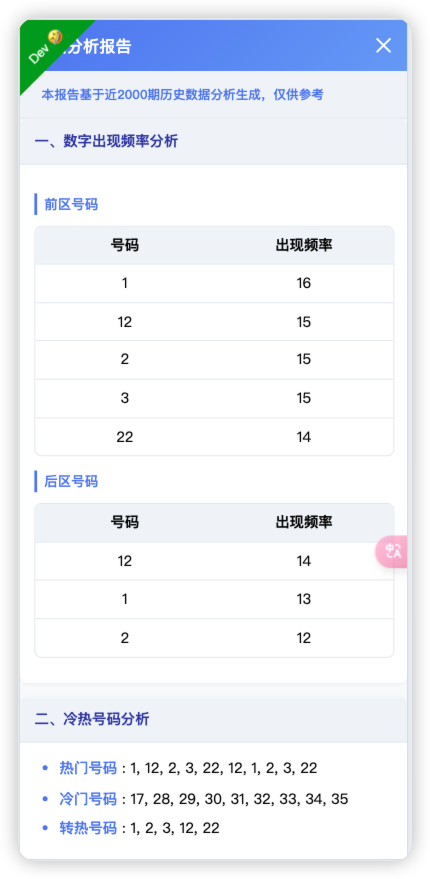 Dev
分析报告
本报告基于近2000期历史数据分析生成，仅供参考
一、数字出现频率分析
前区号码
号码 出现频率
1 16
12 15
2 15
3 15
22 14
后区号码
号码 出现频率
12 14
1 13
2 12
二、冷热号码分析
• 热门号码 : 1, 12, 2, 3, 22, 12, 1, 2, 3, 22
• 冷门号码 : 17, 28, 29, 30, 31, 32, 33, 34, 35
• 转热号码 : 1, 2, 3, 12, 22